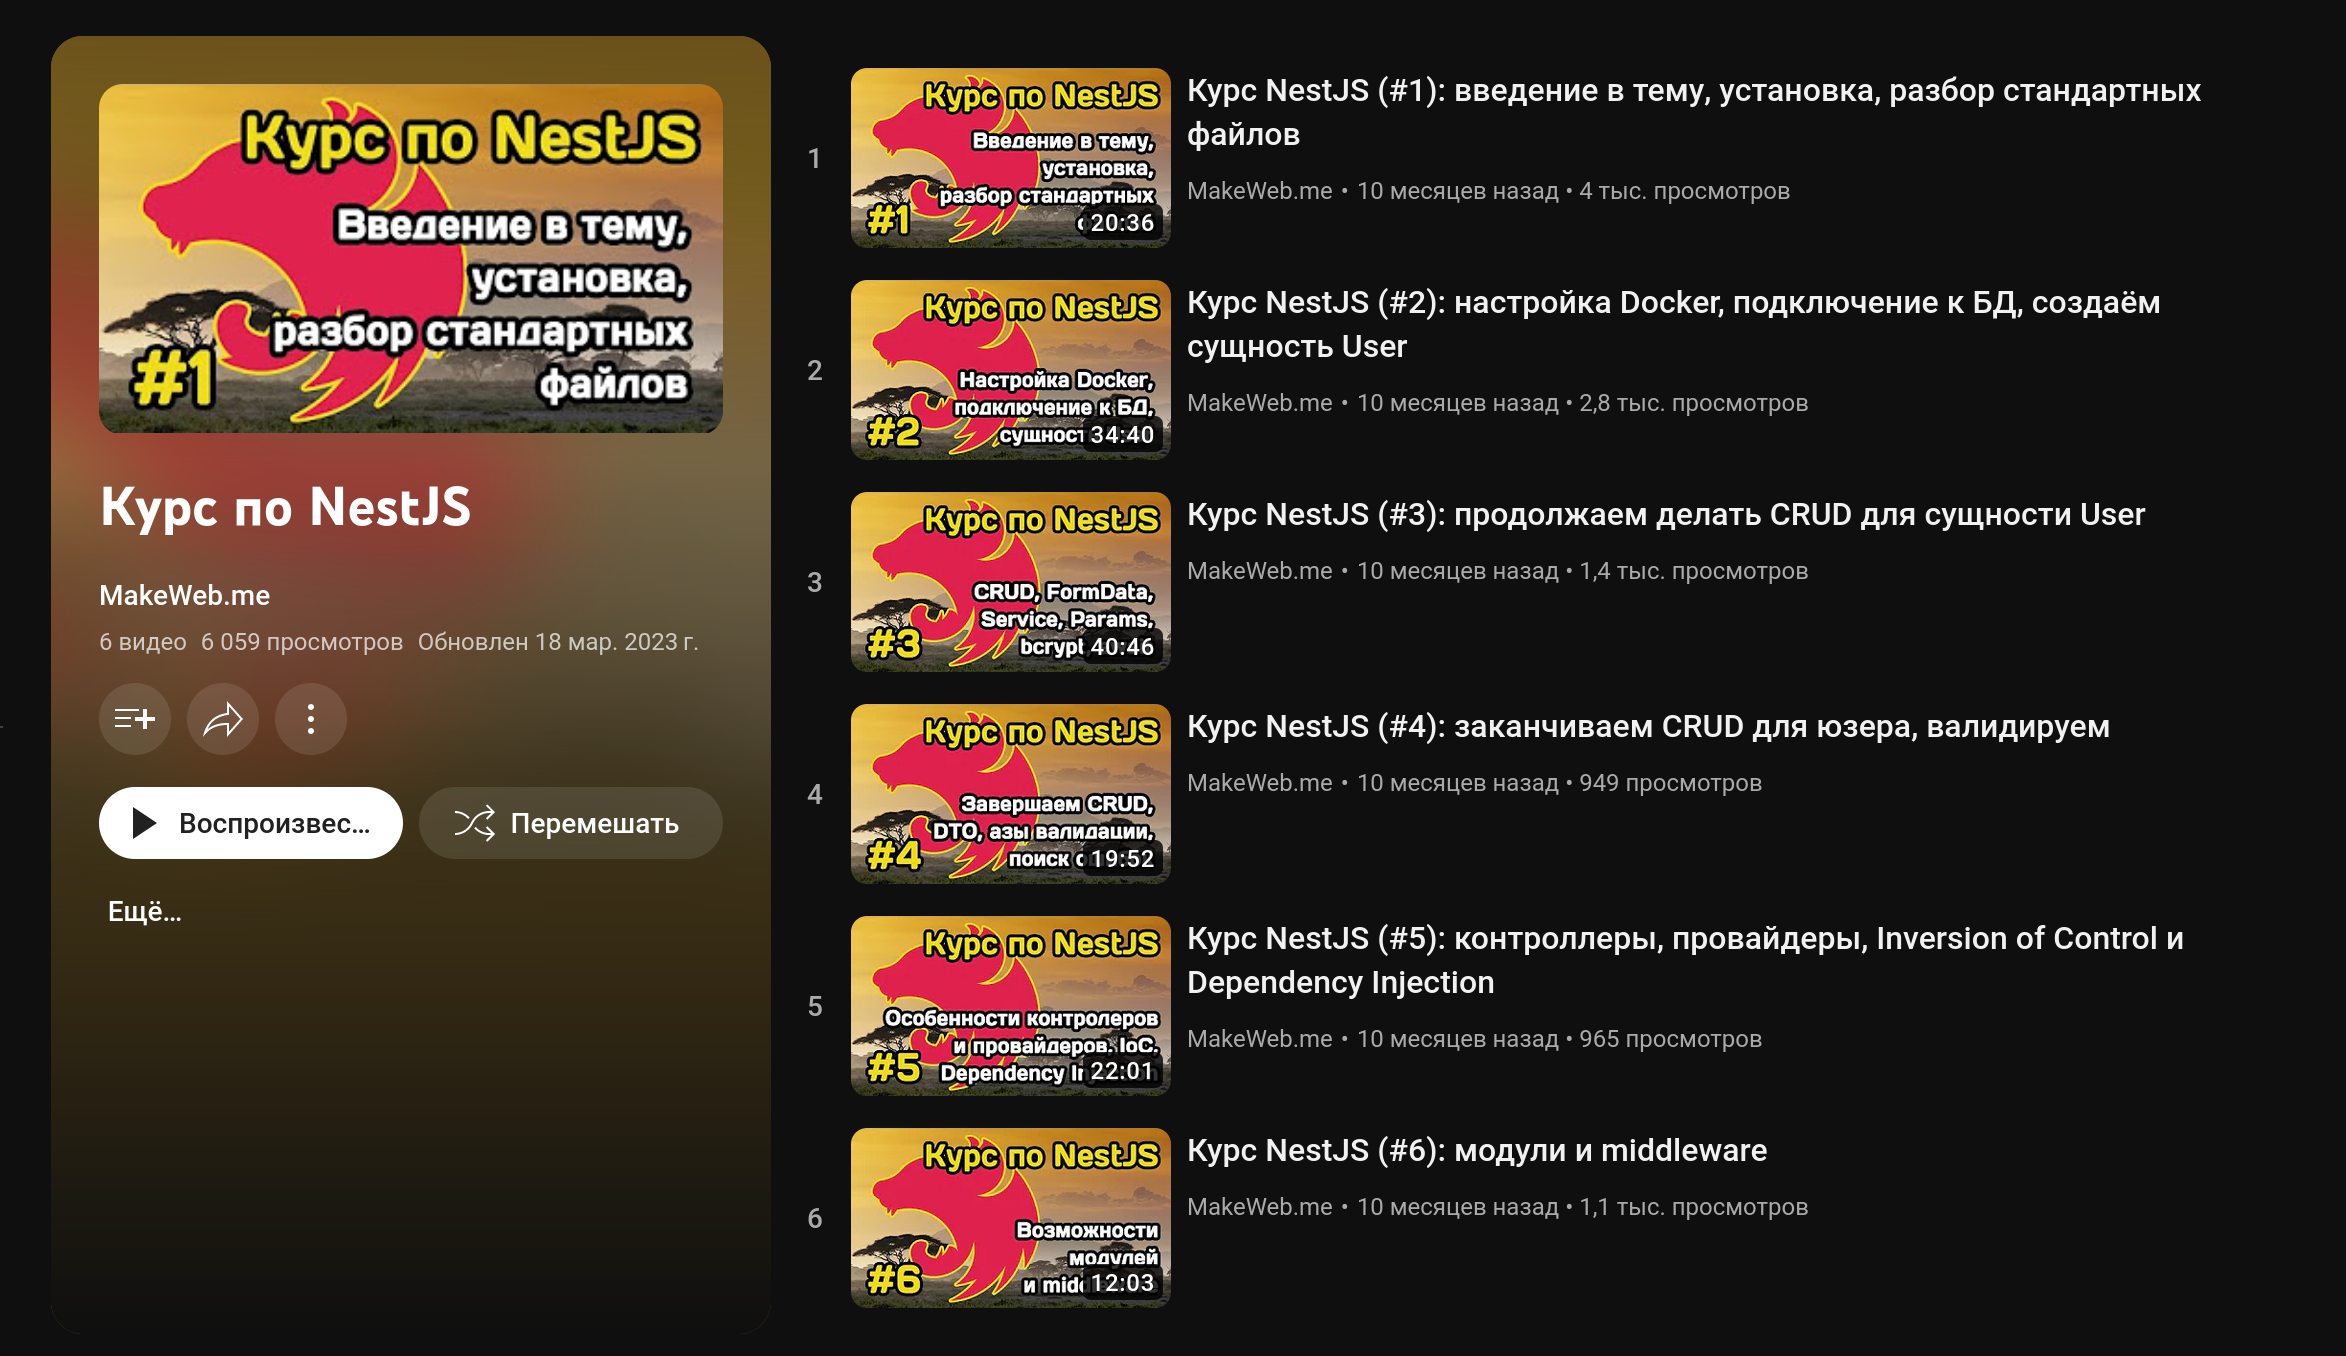 Курс по NestJS
Введение в тему,
установка,
разбор стандартных
файлов
#1
Курс по NestJS
MakeWeb.me
6 видео 6 059 просмотров Обновлен 18 мар. 2023 г.
Воспроизвес...
Перемешать
Ещё...
1
Курс по NestJS
Введение в тему,
установка,
разбор стандартных
#1
20:36
Курс NestJS (#1): введение в тему, установка, разбор стандартных
файлов
MakeWeb.me • 10 месяцев назад • 4 тыс. просмотров
2
Курс по NestJS
Настройка Docker,
подключение к БД,
#2
34:40
Курс NestJS (#2): настройка Docker, подключение к БД, создаём
сущность User
MakeWeb.me • 10 месяцев назад • 2,8 тыс. просмотров
3
Курс по NestJS
CRUD, FormData,
Service, Params,
bcrypt
#3
40:46
Курс NestJS (#3): продолжаем делать CRUD для сущности User
MakeWeb.me • 10 месяцев назад • 1,4 тыс. просмотров
4
Курс по NestJS
Завершаем CRUD,
DTO, азы валидации,
поиск
#4
19:52
Курс NestJS (#4): заканчиваем CRUD для юзера, валидируем
MakeWeb.me • 10 месяцев назад • 949 просмотров
5
Курс по NestJS
Особенности контролеров
и провайдеров, IoC,
Dependency
#5
22:01
Курс NestJS (#5): контроллеры, провайдеры, Inversion of Control и
Dependency Injection
MakeWeb.me • 10 месяцев назад • 965 просмотров
6
Курс по NestJS
Возможности
модулей
и
#6
12:03
Курс NestJS (#6): модули и middleware
MakeWeb.me • 10 месяцев назад • 1,1 тыс. просмотров